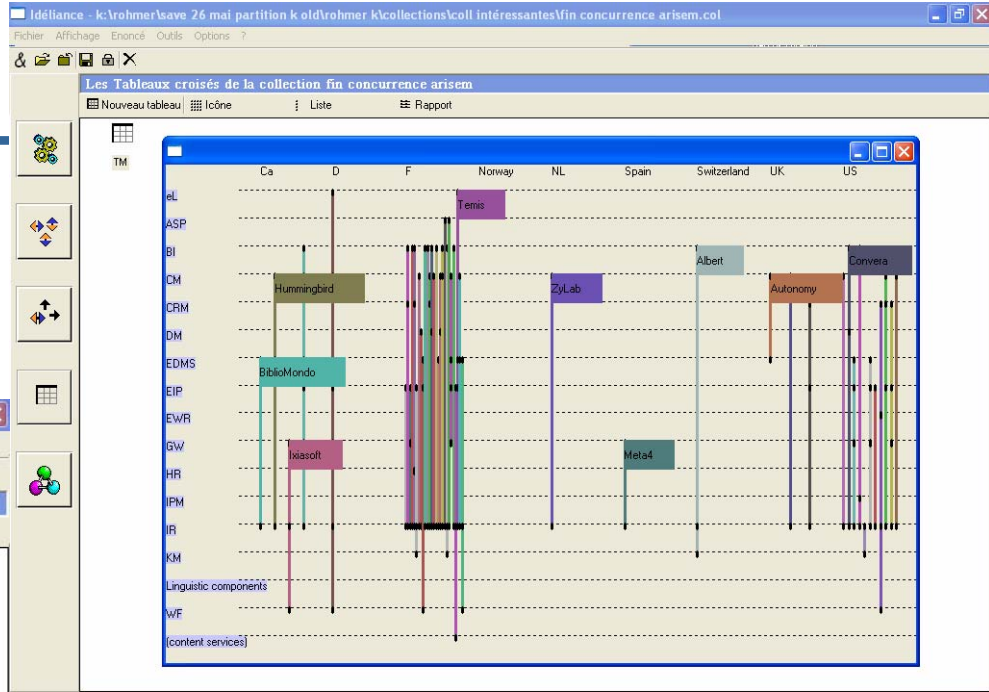 Idéliance - k:\rohmer\save 26 mai partition k old\rohmer k\collections\coll intéressantes\fin concurrence arisem.col
Fichier Affichage Enoncé Outils Options ?
Les Tableaux croisés de la collection fin concurrence arisem
Nouveau tableau Icône Liste Rapport
TM
Ca D F Norway NL Spain Switzerland UK US
eL
Temis
ASP
BI
Albert Convera
CM
Hummingbird ZyLab Autonomy
CRM
DM
EDMS
BiblioMondo
EIP
EWR
GW
Ixiasoft Meta4
HR
IPM
IR
KM
Linguistic components
WF
(content services)